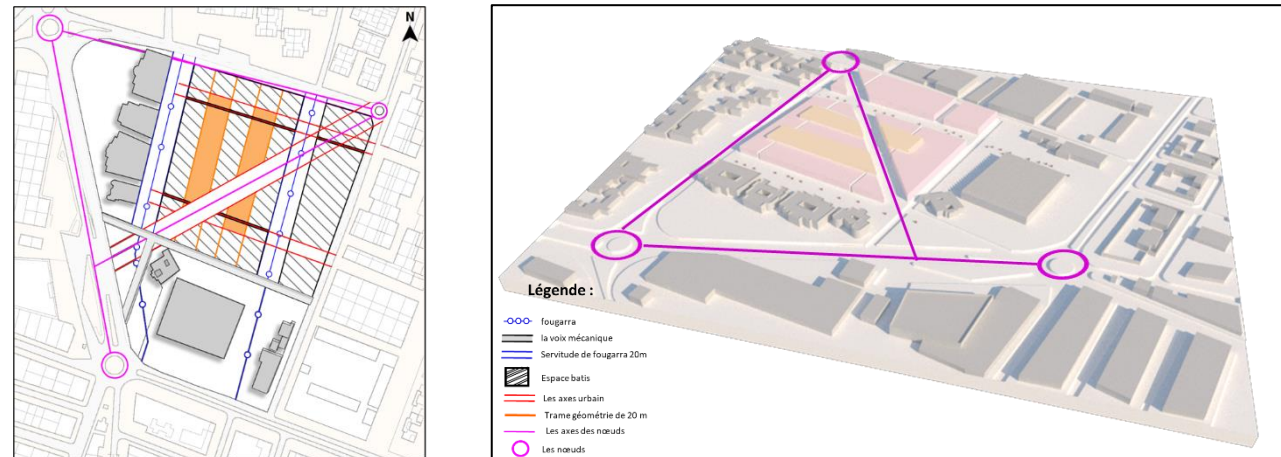 N
Légende :
fougarra
la voix mécanique
Servitude de fougarra 20m
Espace batis
Les axes urbain
Trame géométrie de 20 m
Les axes des nœuds
Les nœuds